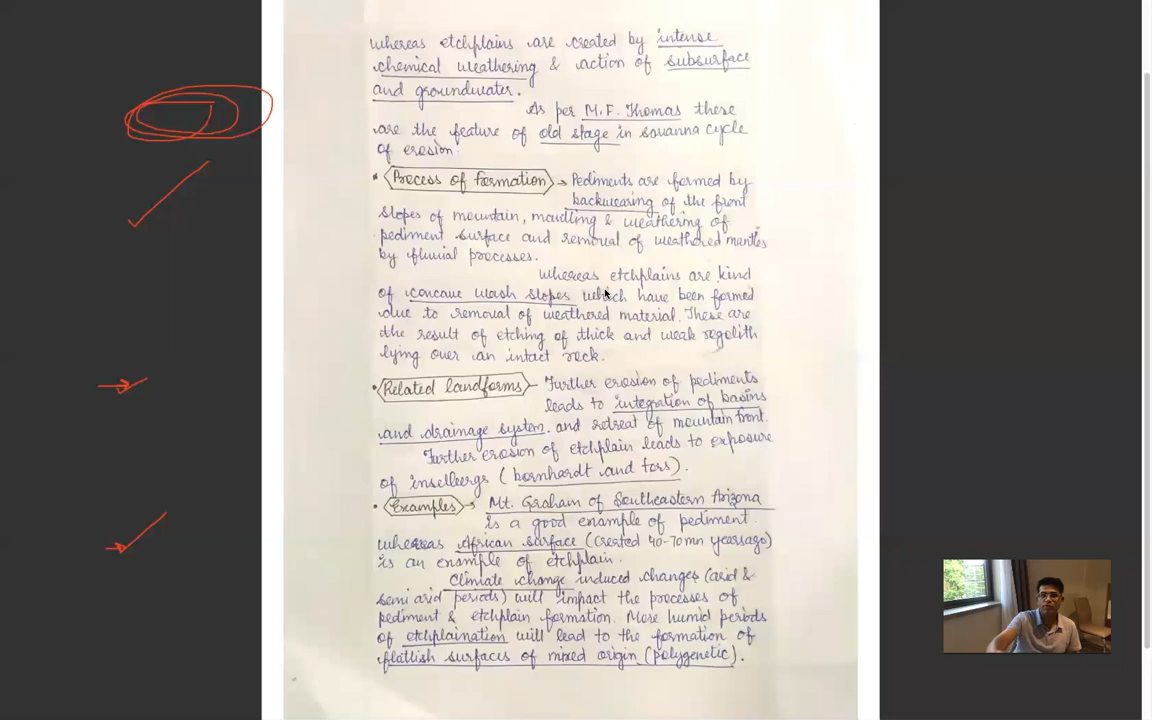 whereas etchplains are created by intense
chemical weathering & action of subsurface
and groundwater.
As per M.F. Thomas these
are the feature of old stage in savanna cycle
of erosion.
• Process of formation → Pediments are formed by
backwearing of the front
slopes of mountain, mantling & weathering of
pediment surface and removal of weathered mantles
by fluvial processes.
whereas etchplains are kind
of concave wash slopes which have been formed
due to removal of weathered material. These are
the result of etching of thick and weak regolith
lying over an intact rock.
• Related landforms – Further erosion of pediments
leads to integration of basins
and drainage system. and retreat of mountain front.
Further erosion of etchplain leads to exposure
of inselbergs (bornhardt and tors).
• Examples → Mt. Graham of Southeastern Arizona
is a good example of pediment.
whereas African surface (created 40-70mn years ago)
is an example of etchplain.
Climate change induced changes (arid &
semi arid periods) will impact the processes of
pediment & etchplain formation. More humid periods
of etchplaination will lead to the formation of
flattish surfaces of mixed origin (polygenetic).